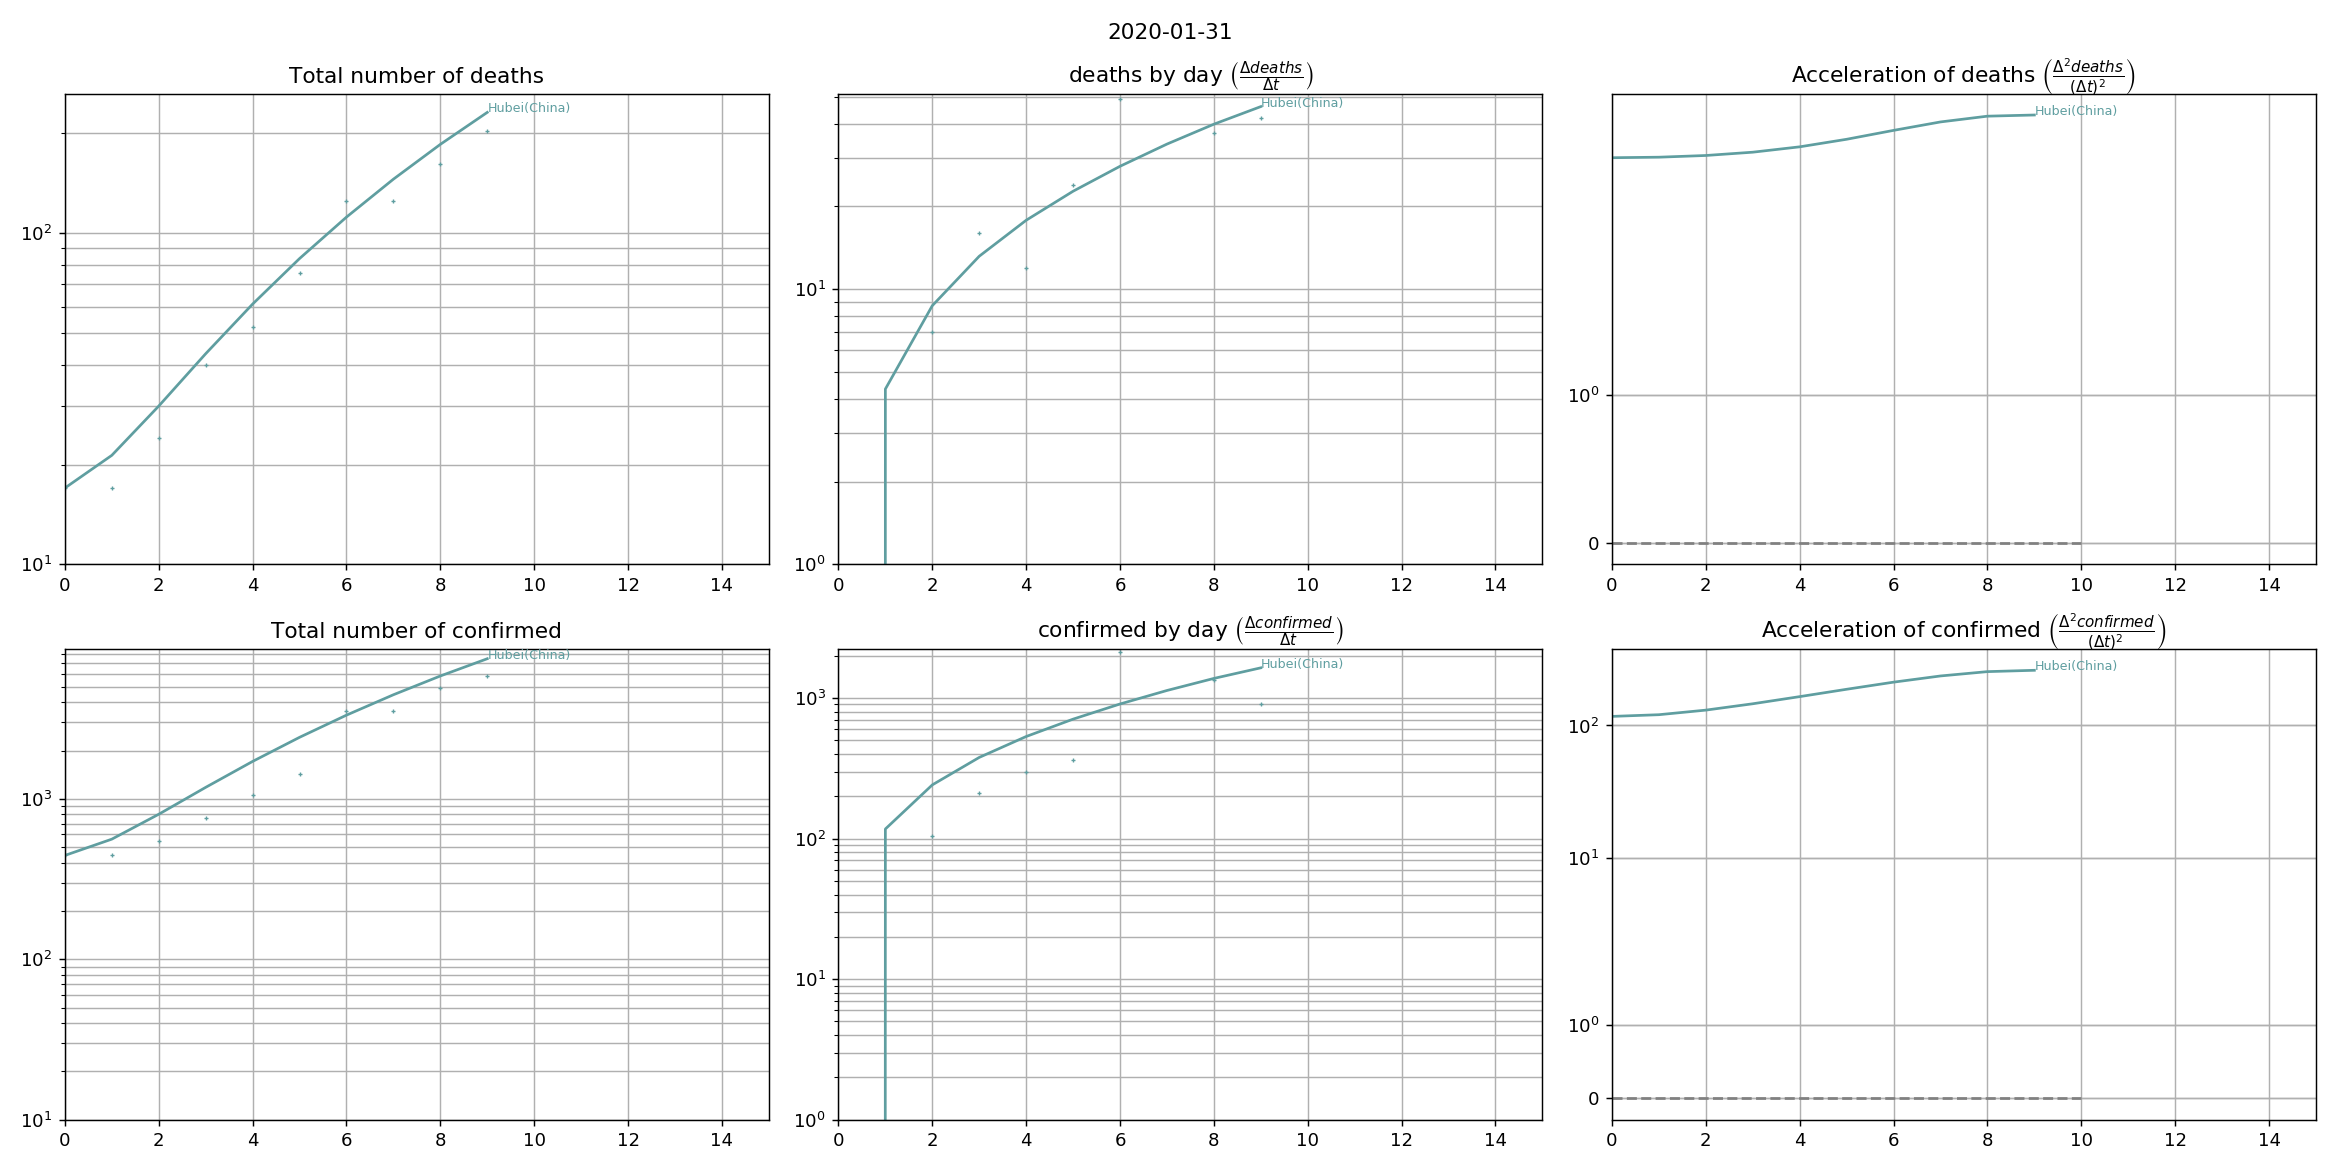 2020-01-31
Total number of deaths
deaths by day (Δdeaths/Δt)
Acceleration of deaths (Δ²deaths/(Δt)²)
Hubei(China)
Hubei(China)
Hubei(China)
10²
10¹
0 2 4 6 8 10 12 14
10¹
10⁰
0 2 4 6 8 10 12 14
10⁰
0
0 2 4 6 8 10 12 14
Total number of confirmed
confirmed by day (Δconfirmed/Δt)
Acceleration of confirmed (Δ²confirmed/(Δt)²)
Hubei(China)
Hubei(China)
Hubei(China)
10³
10²
10¹
0 2 4 6 8 10 12 14
10³
10²
10¹
10⁰
0 2 4 6 8 10 12 14
10²
10¹
10⁰
0
0 2 4 6 8 10 12 14